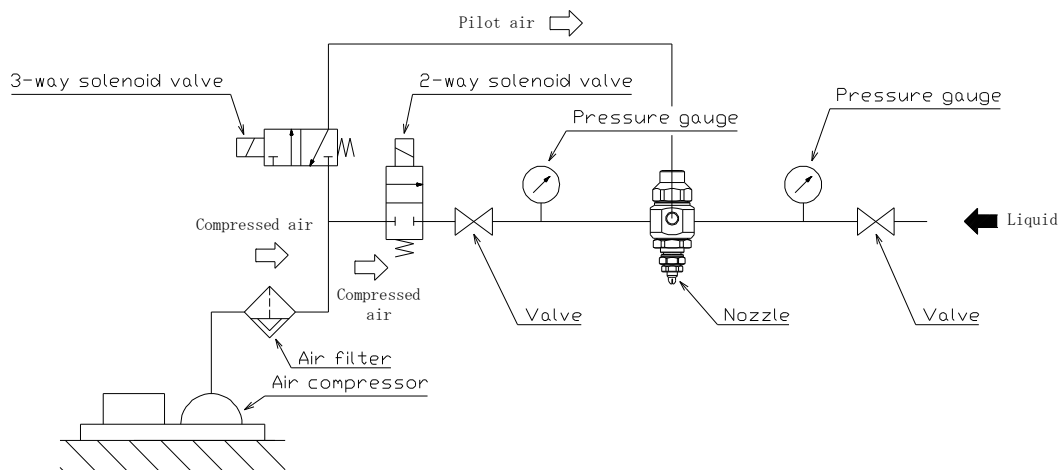 Pilot air
3-way solenoid valve
2-way solenoid valve
Pressure gauge
Pressure gauge
Compressed air
Liquid
Compressed
air
Valve
Nozzle
Valve
Air filter
Air compressor